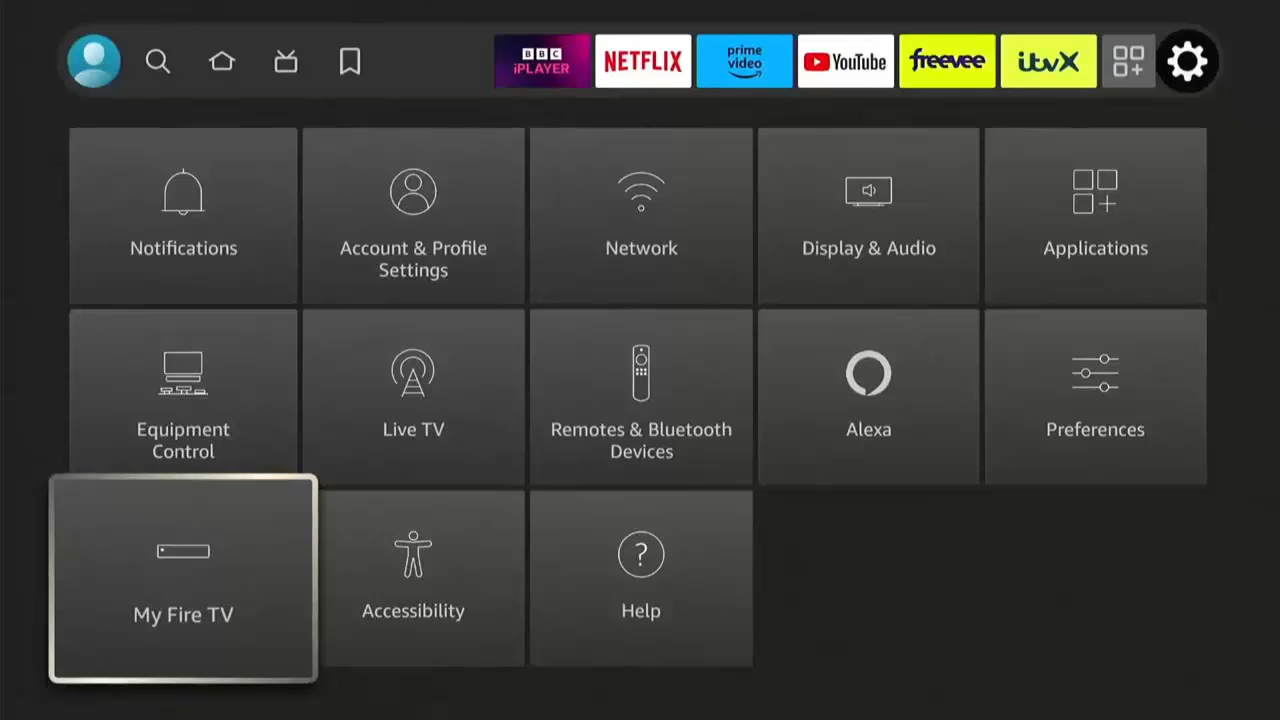 BBC
iPLAYER
NETFLIX
prime
video
YouTube
freevee
itvX
Notifications
Account & Profile
Settings
Network
Display & Audio
Applications
Equipment
Control
Live TV
Remotes & Bluetooth
Devices
Alexa
Preferences
My Fire TV
Accessibility
?
Help